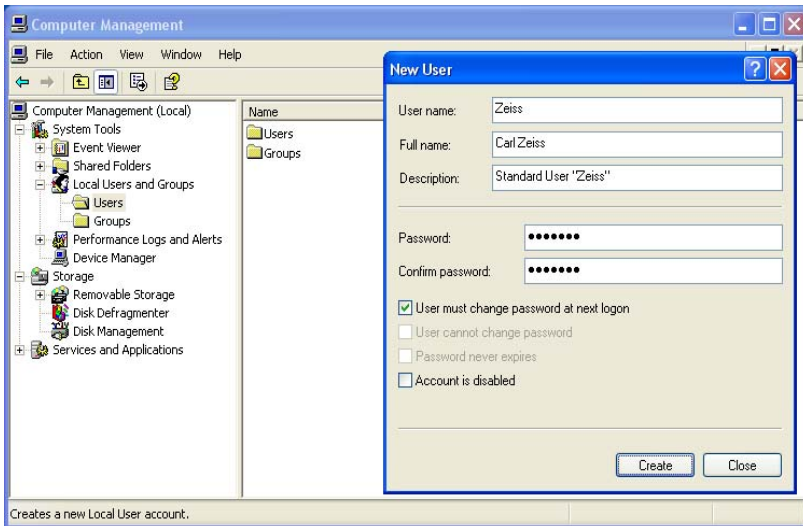 Computer Management
File Action View Window Help
Computer Management (Local)
System Tools
Event Viewer
Shared Folders
Local Users and Groups
Users
Groups
Performance Logs and Alerts
Device Manager
Storage
Removable Storage
Disk Defragmenter
Disk Management
Services and Applications
Name
Users
Groups
New User
User name: Zeiss
Full name: Carl Zeiss
Description: Standard User "Zeiss"
Password: •••••••
Confirm password: •••••••
User must change password at next logon
User cannot change password
Password never expires
Account is disabled
Create Close
Creates a new Local User account.